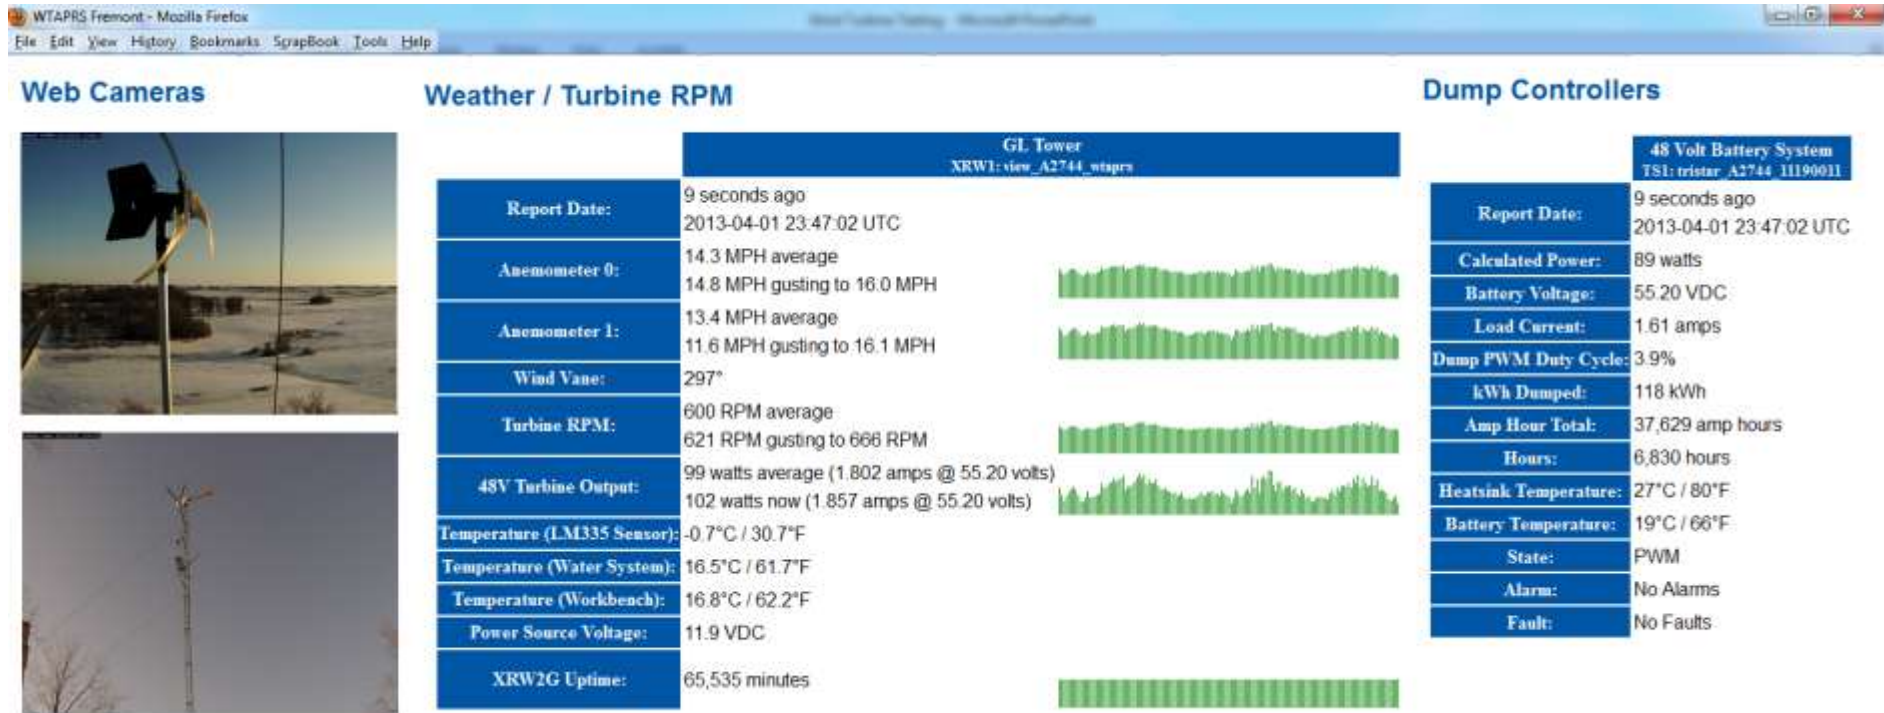 WTAPRS Fremont - Mozilla Firefox
File Edit View History Bookmarks ScrapBook Tools Help
Web Cameras
Weather / Turbine RPM
GL Tower
XRW1: view_A2744_wtaprs
Report Date:
9 seconds ago
2013-04-01 23:47:02 UTC
Anemometer 0:
14.3 MPH average
14.8 MPH gusting to 16.0 MPH
Anemometer 1:
13.4 MPH average
11.6 MPH gusting to 16.1 MPH
Wind Vane: 297°
Turbine RPM:
600 RPM average
621 RPM gusting to 666 RPM
48V Turbine Output:
99 watts average (1.802 amps @ 55.20 volts)
102 watts now (1.857 amps @ 55.20 volts)
Temperature (LM335 Sensor): -0.7°C / 30.7°F
Temperature (Water System): 16.5°C / 61.7°F
Temperature (Workbench): 16.8°C / 62.2°F
Power Source Voltage: 11.9 VDC
XRW2G Uptime: 65,535 minutes
Dump Controllers
48 Volt Battery System
TS1: tristar_A2744_11190011
Report Date:
9 seconds ago
2013-04-01 23:47:02 UTC
Calculated Power: 89 watts
Battery Voltage: 55.20 VDC
Load Current: 1.61 amps
Dump PWM Duty Cycle: 3.9%
kWh Dumped: 118 kWh
Amp Hour Total: 37,629 amp hours
Hours: 6,830 hours
Heatsink Temperature: 27°C / 80°F
Battery Temperature: 19°C / 66°F
State: PWM
Alarm: No Alarms
Fault: No Faults